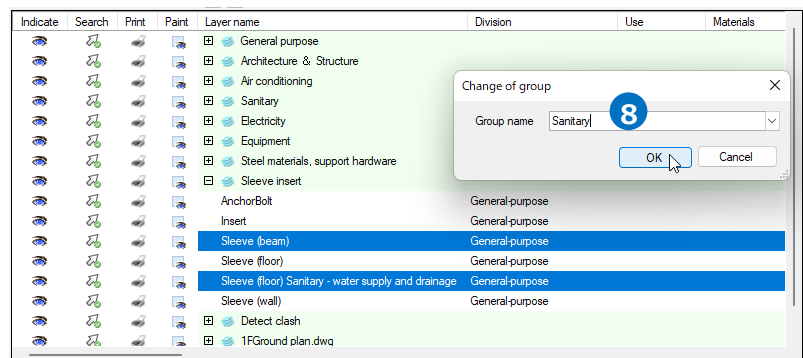 Indicate Search Print Paint Layer name Division Use Materials
General purpose
Architecture & Structure
Air conditioning
Sanitary
Electricity
Equipment
Steel materials, support hardware
Sleeve insert
AnchorBolt General-purpose
Insert General-purpose
Sleeve (beam) General-purpose
Sleeve (floor) General-purpose
Sleeve (floor) Sanitary - water supply and drainage General-purpose
Sleeve (wall) General-purpose
Detect clash
1FGround plan.dwg
Change of group
Group name Sanitary 8
OK Cancel